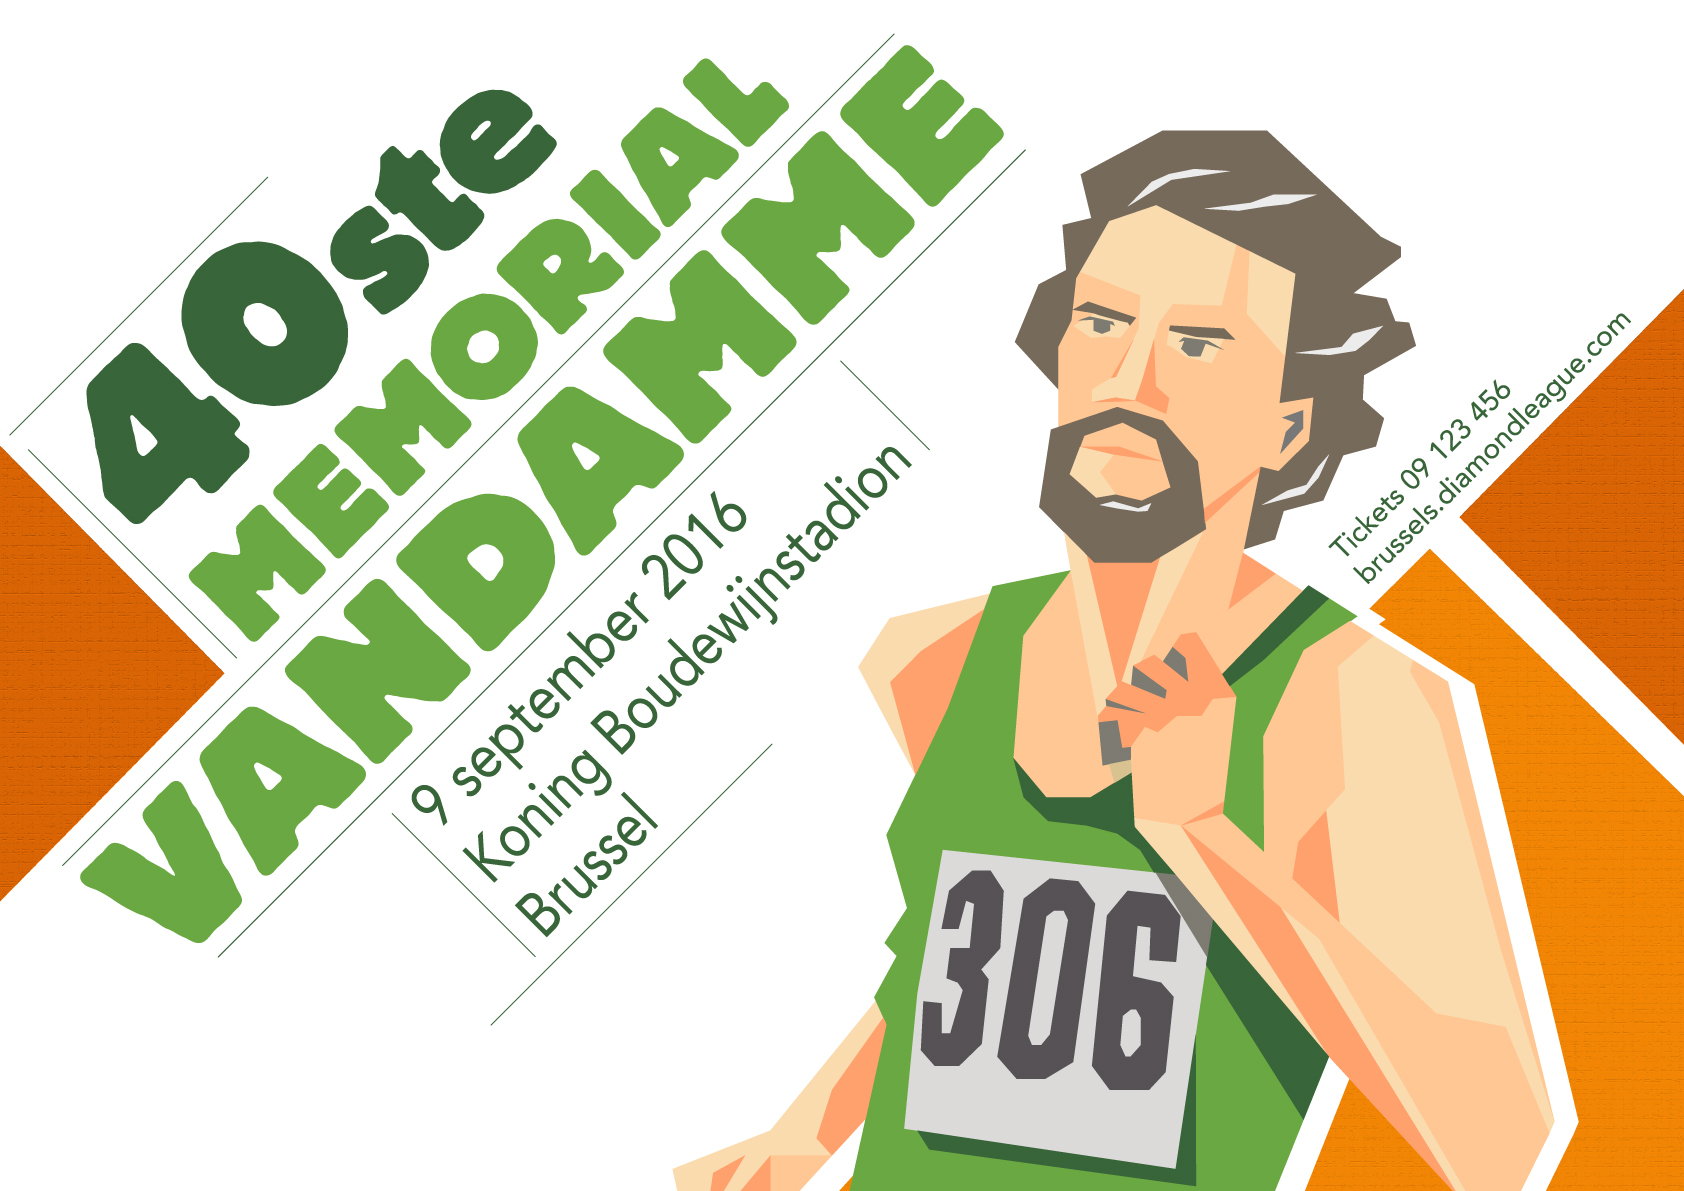 40ste
MEMORIAL
VANDAMME
9 september 2016
Koning Boudewijnstadion
Brussel
Tickets 09 123 456
brussels.diamondleague.com
306